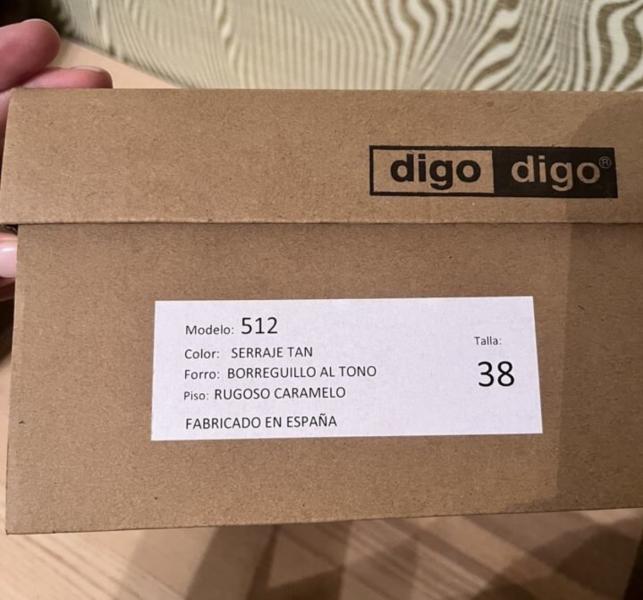 digo digo®
Modelo: 512
Color: SERRAJE TAN
Forro: BORREGUILLO AL TONO
Piso: RUGOSO CARAMELO
FABRICADO EN ESPAÑA
Talla:
38